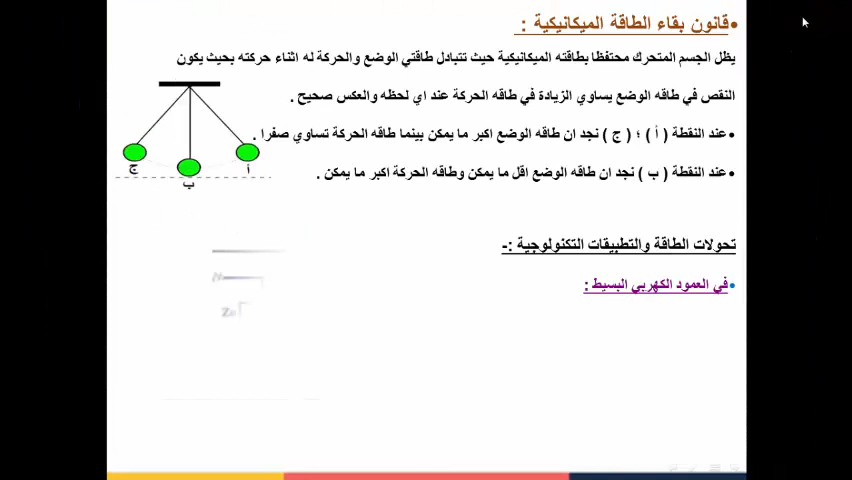 •قانون بقاء الطاقة الميكانيكية :
يظل الجسم المتحرك محتفظا بطاقته الميكانيكية حيث تتبادل طاقتي الوضع والحركة له اثناء حركته بحيث يكون
النقص في طاقه الوضع يساوي الزيادة في طاقه الحركة عند اي لحظه والعكس صحيح .
•عند النقطة ( أ ) ؛ ( ج ) نجد ان طاقه الوضع اكبر ما يمكن بينما طاقه الحركة تساوي صفرا .
•عند النقطة ( ب ) نجد ان طاقه الوضع اقل ما يمكن وطاقه الحركة اكبر ما يمكن .
أ
ج
ب
تحولات الطاقة والتطبيقات التكنولوجية :-
•في العمود الكهربي البسيط :
Zn